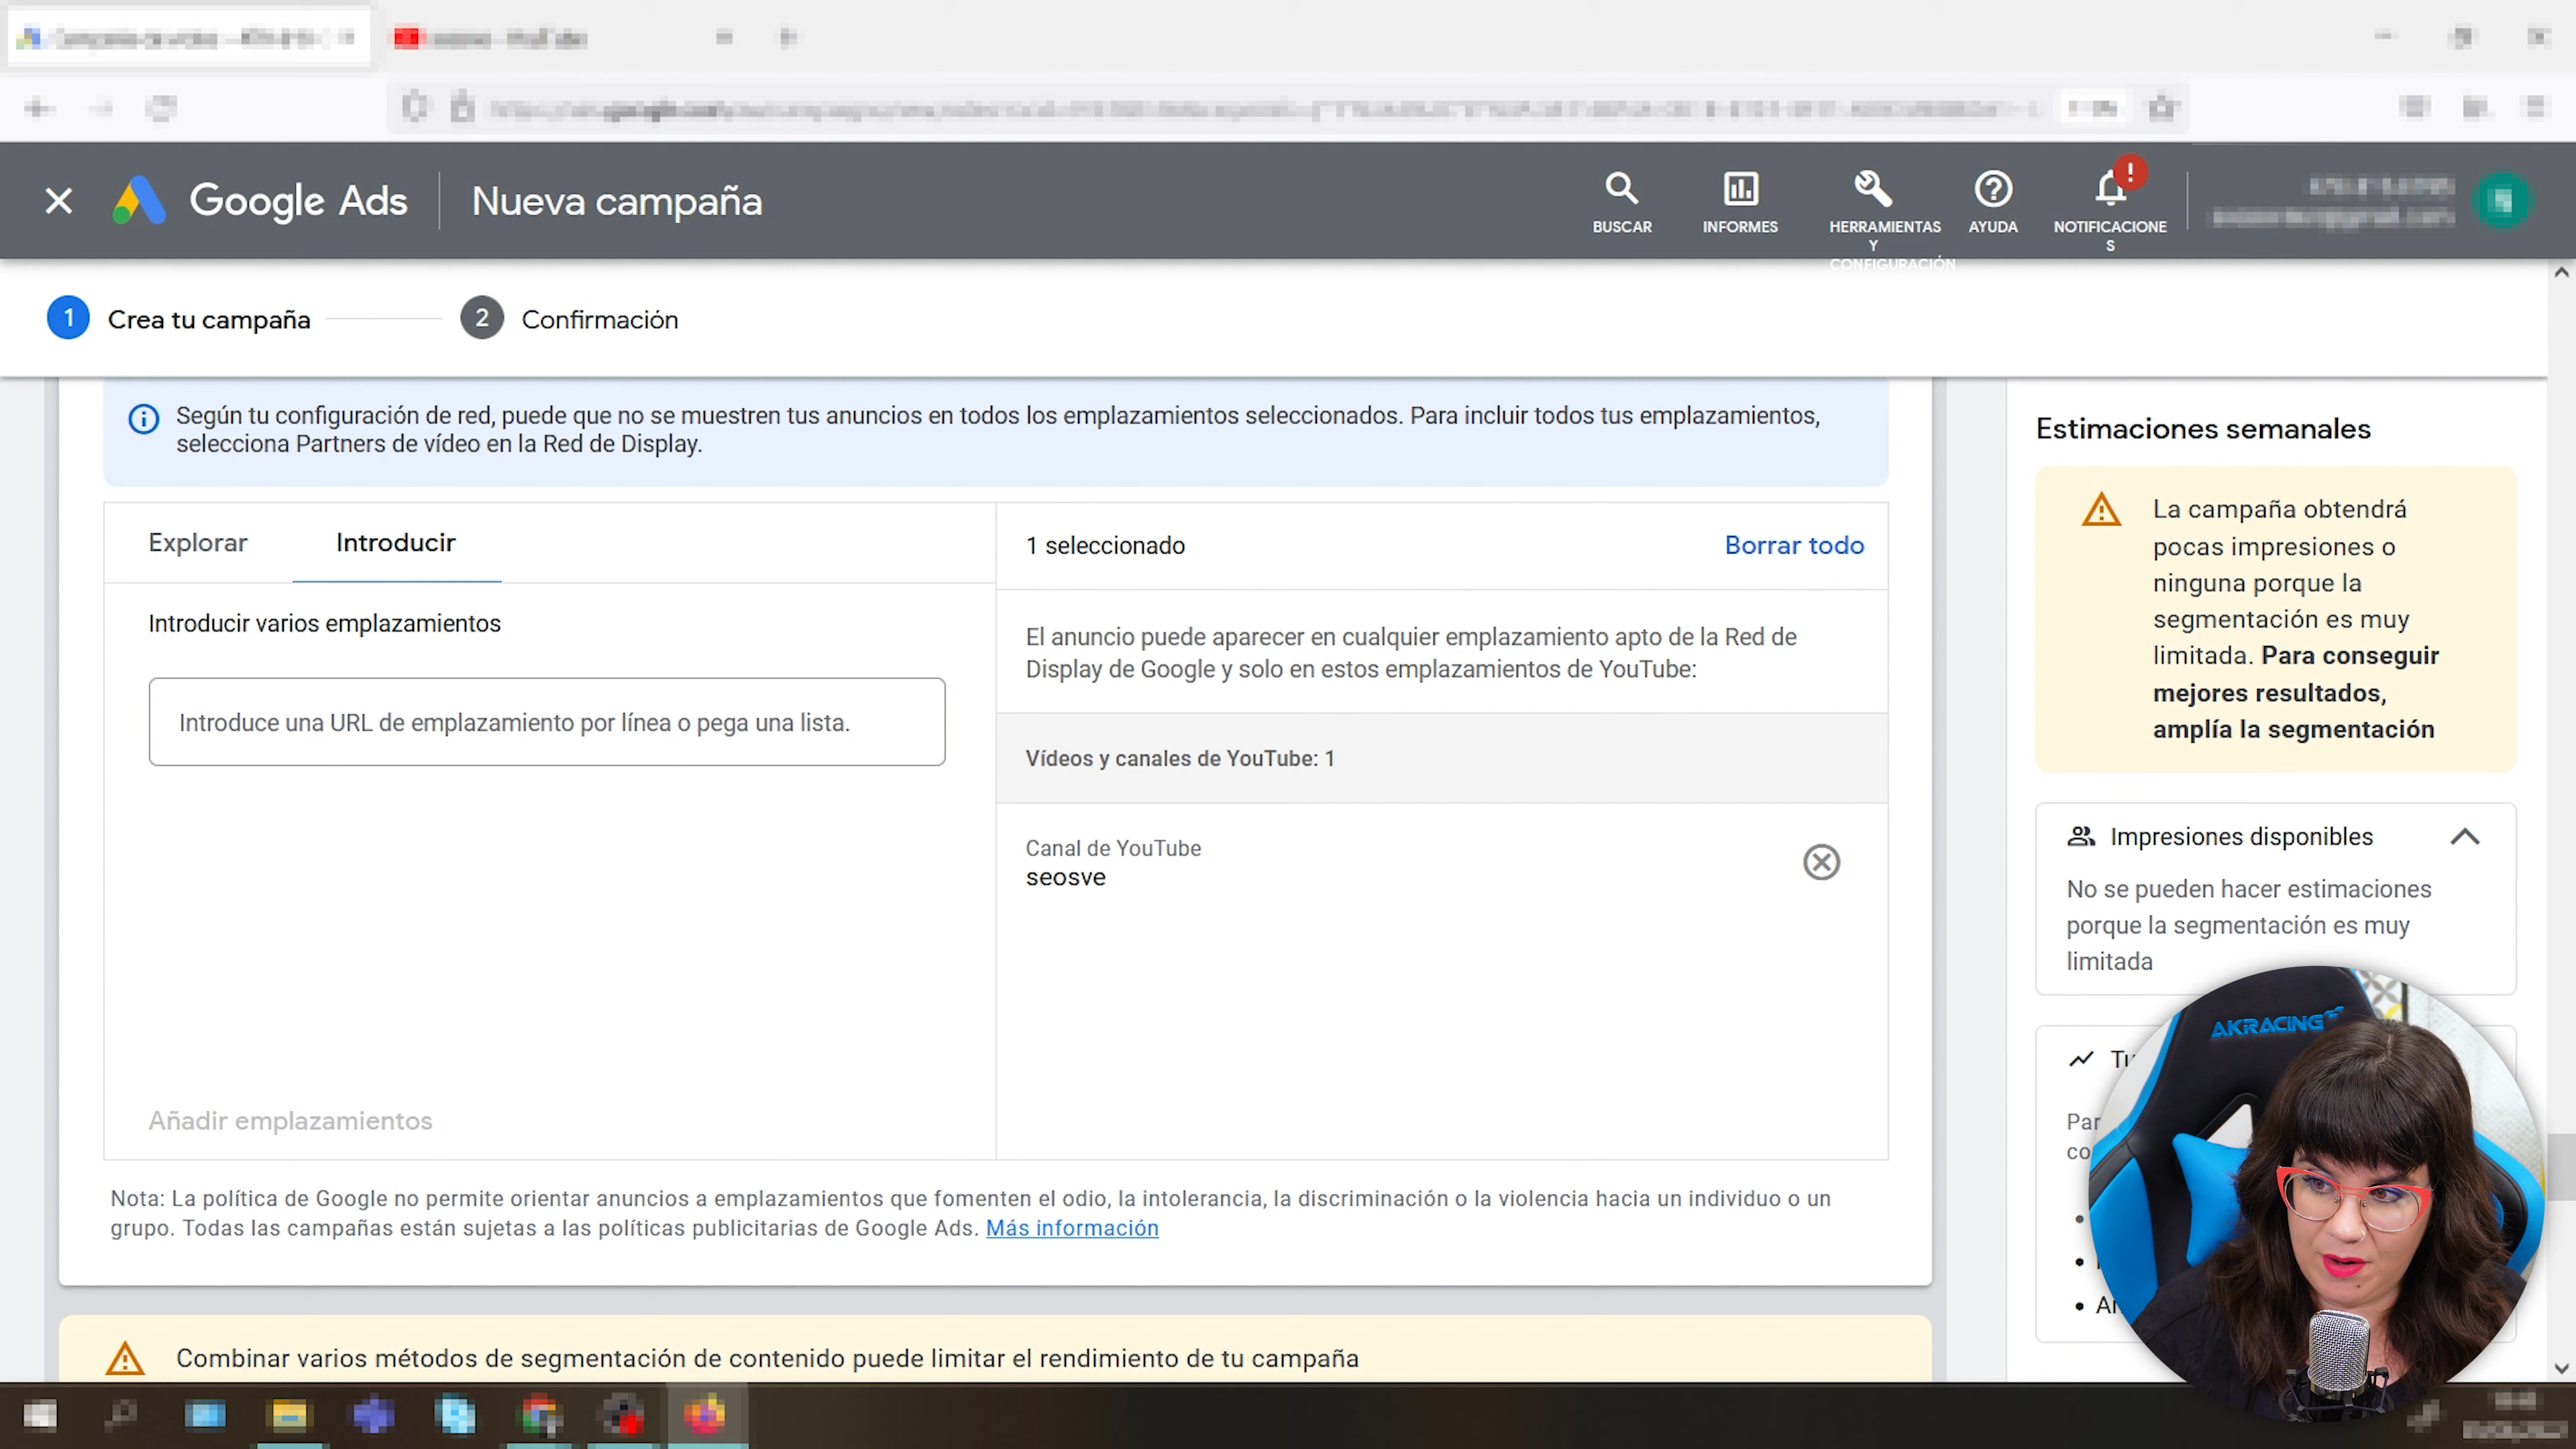 Google Ads
Nueva campaña
BUSCAR
INFORMES
HERRAMIENTAS
Y
CONFIGURACIÓN
AYUDA
NOTIFICACIONE
S
!
1 Crea tu campaña
2 Confirmación
Según tu configuración de red, puede que no se muestren tus anuncios en todos los emplazamientos seleccionados. Para incluir todos tus emplazamientos,
selecciona Partners de vídeo en la Red de Display.
Explorar
Introducir
Introducir varios emplazamientos
Introduce una URL de emplazamiento por línea o pega una lista.
Añadir emplazamientos
1 seleccionado
Borrar todo
El anuncio puede aparecer en cualquier emplazamiento apto de la Red de
Display de Google y solo en estos emplazamientos de YouTube:
Vídeos y canales de YouTube: 1
Canal de YouTube
seosve
Nota: La política de Google no permite orientar anuncios a emplazamientos que fomenten el odio, la intolerancia, la discriminación o la violencia hacia un individuo o un
grupo. Todas las campañas están sujetas a las políticas publicitarias de Google Ads. Más información
Combinar varios métodos de segmentación de contenido puede limitar el rendimiento de tu campaña
Estimaciones semanales
La campaña obtendrá
pocas impresiones o
ninguna porque la
segmentación es muy
limitada. Para conseguir
mejores resultados,
amplía la segmentación
Impresiones disponibles
No se pueden hacer estimaciones
porque la segmentación es muy
limitada
AKRACING